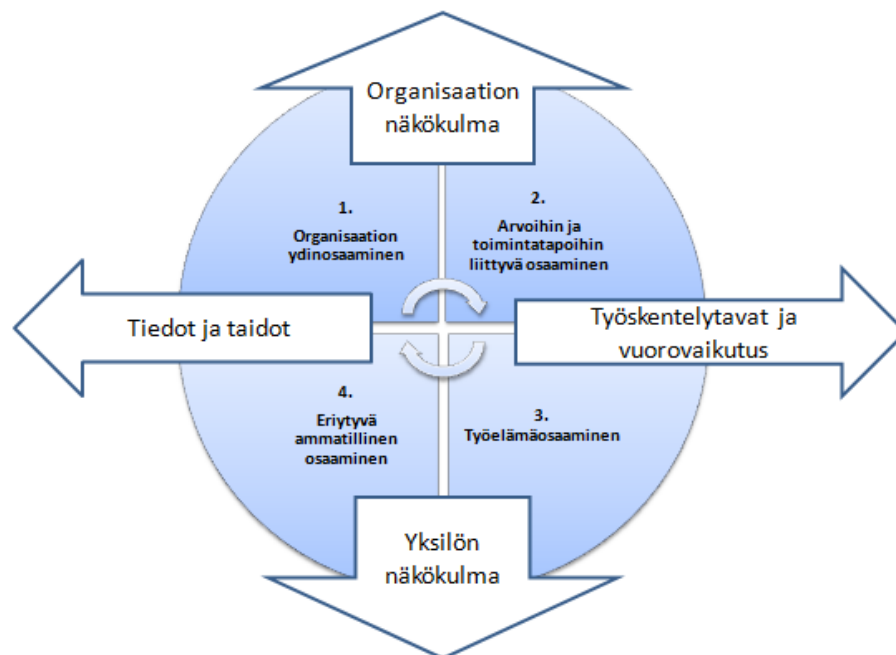 Organisaation
näkökulma
1.
Organisaation
ydinosaaminen
2.
Arvoihin ja
toimintatapoihin
liittyvä osaaminen
Tiedot ja taidot
Työskentelytavat ja
vuorovaikutus
4.
Eriytyvä
ammatillinen
osaaminen
3.
Työelämäosaaminen
Yksilön
näkökulma